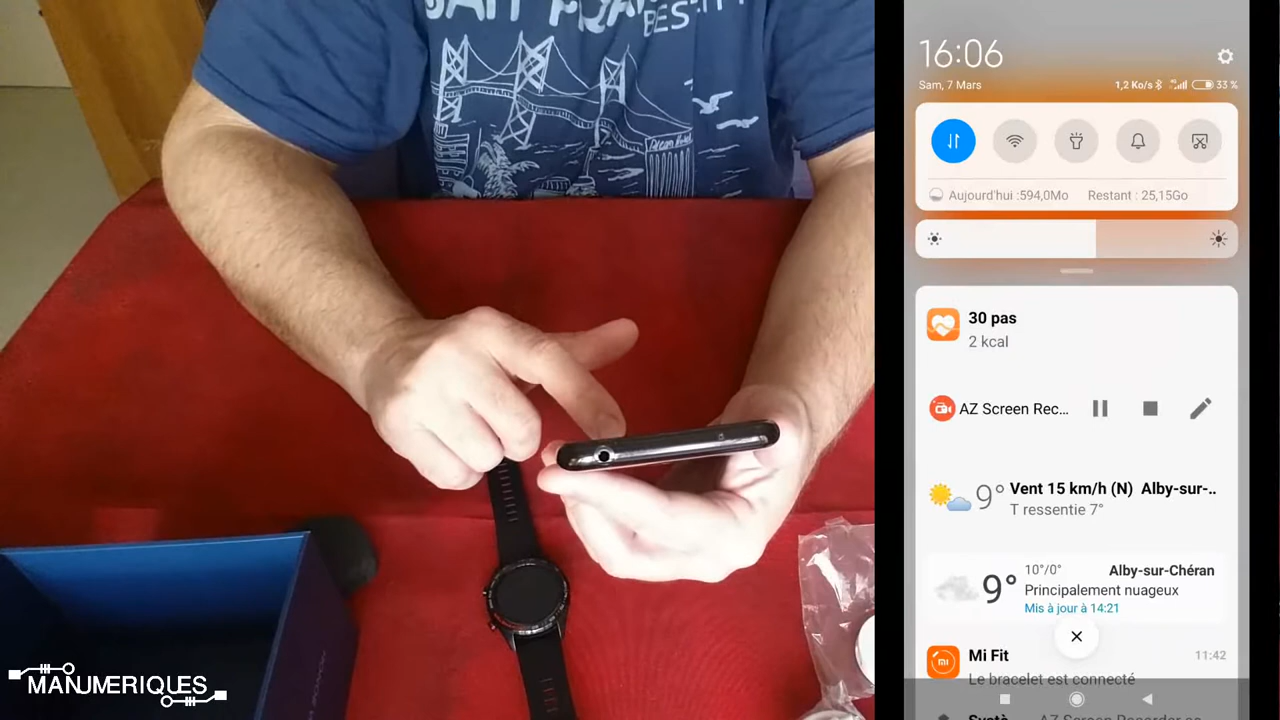 BEST CITY
16:06
Sam, 7 Mars
1,2 Ko/s 33 %
Aujourd'hui :594,0Mo Restant : 25,15Go
30 pas
2 kcal
AZ Screen Rec...
9° Vent 15 km/h (N) Alby-sur-..
T ressentie 7°
9° 10°/0° Alby-sur-Chéran
Principalement nuageux
Mis à jour à 14:21
Mi Fit 11:42
Le bracelet est connecté
MANUMERIQUES